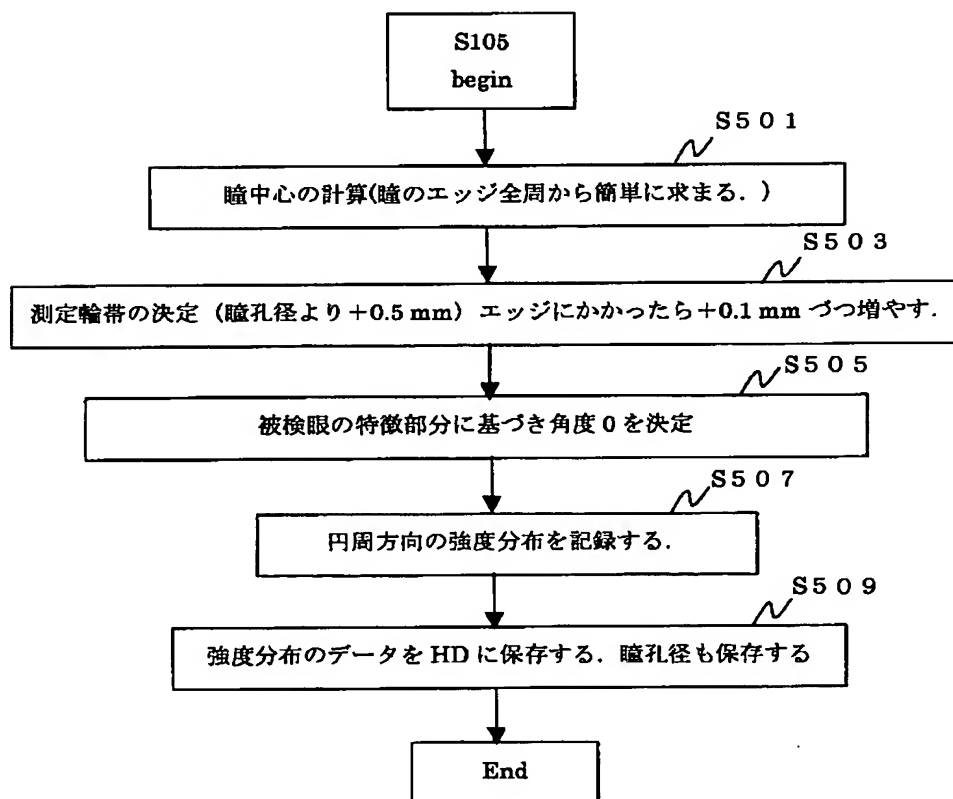 S105
begin
S501
瞳中心の計算(瞳のエッジ全周から簡単に求まる．)
S503
測定輪帯の決定（瞳孔径より＋0.5 mm）エッジにかかったら＋0.1 mm づつ増やす．
S505
被検眼の特徴部分に基づき角度 0 を決定
S507
円周方向の強度分布を記録する．
S509
強度分布のデータを HD に保存する．瞳孔径も保存する
End